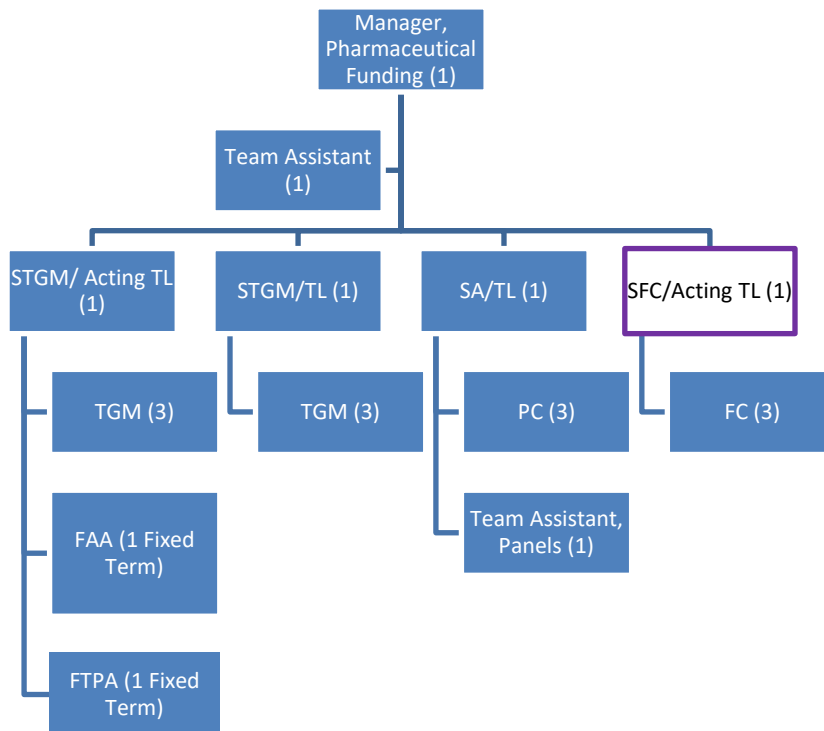 Manager,
Pharmaceutical
Funding (1)
Team Assistant
(1)
STGM/ Acting TL
(1)
STGM/TL (1)
SA/TL (1)
SFC/Acting TL (1)
TGM (3)
TGM (3)
PC (3)
FC (3)
FAA (1 Fixed
Term)
Team Assistant,
Panels (1)
FTPA (1 Fixed
Term)